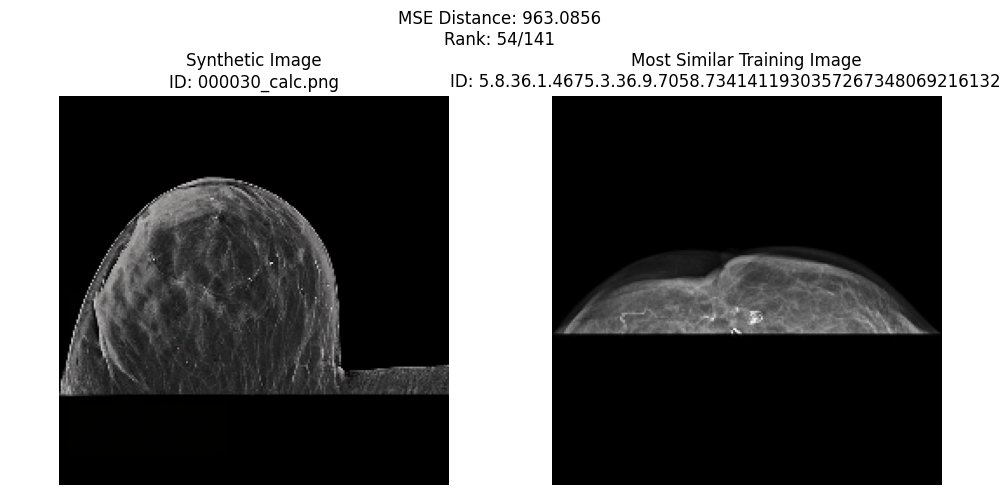 MSE Distance: 963.0856
Rank: 54/141
Synthetic Image
ID: 000030_calc.png
Most Similar Training Image
ID: 5.8.36.1.4675.3.36.9.7058.7341411930357267348069216132